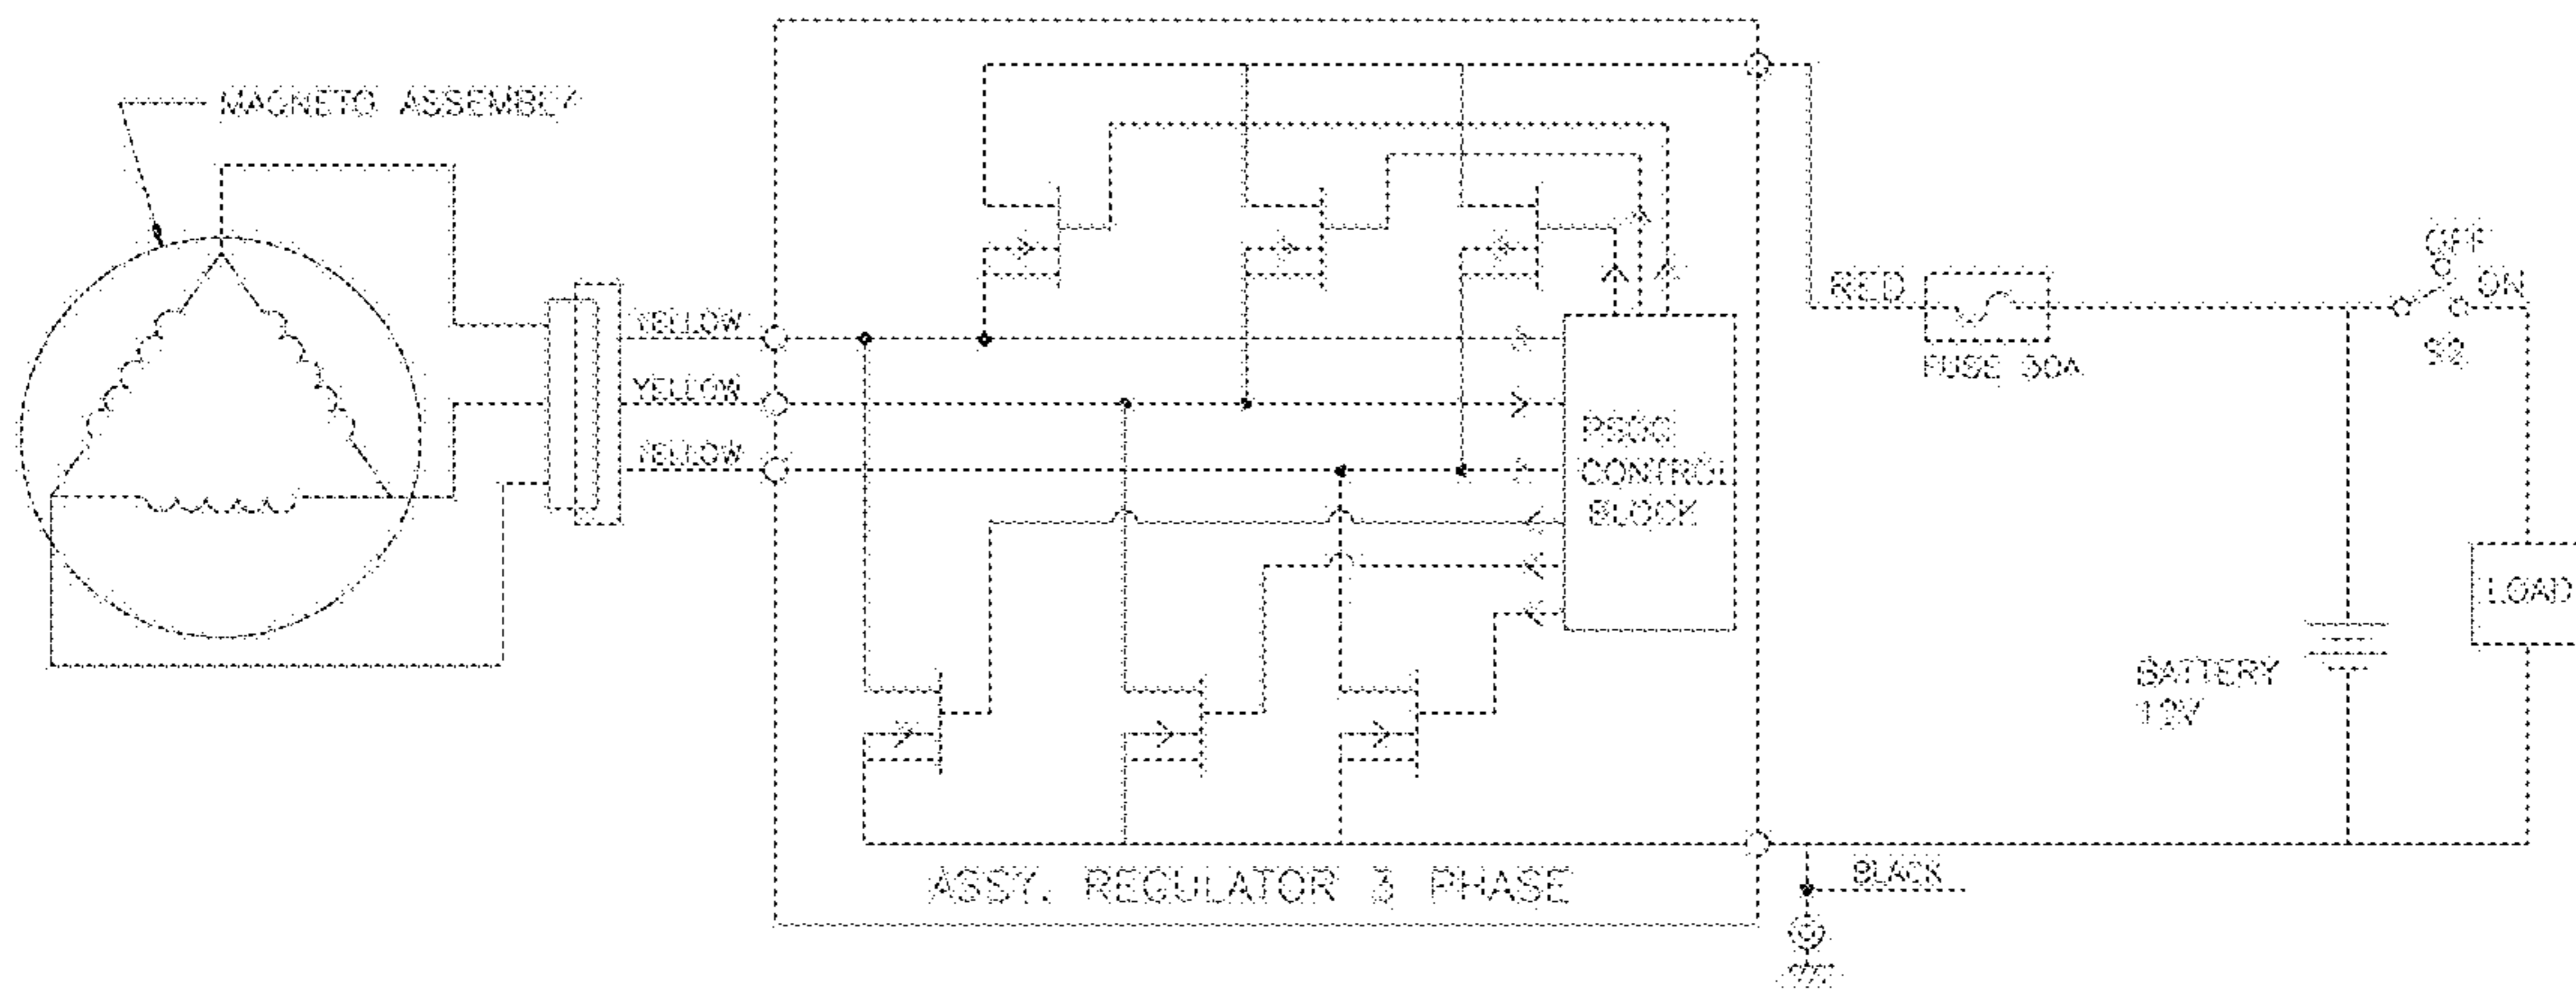 MAGNETO ASSEMBLY
YELLOW
YELLOW
YELLOW
CONTROL
BLOCK
RED
FUSE 30A
OFF
ON
S2
LOAD
BATTERY
12V
ASSY. REGULATOR 3 PHASE
BLACK